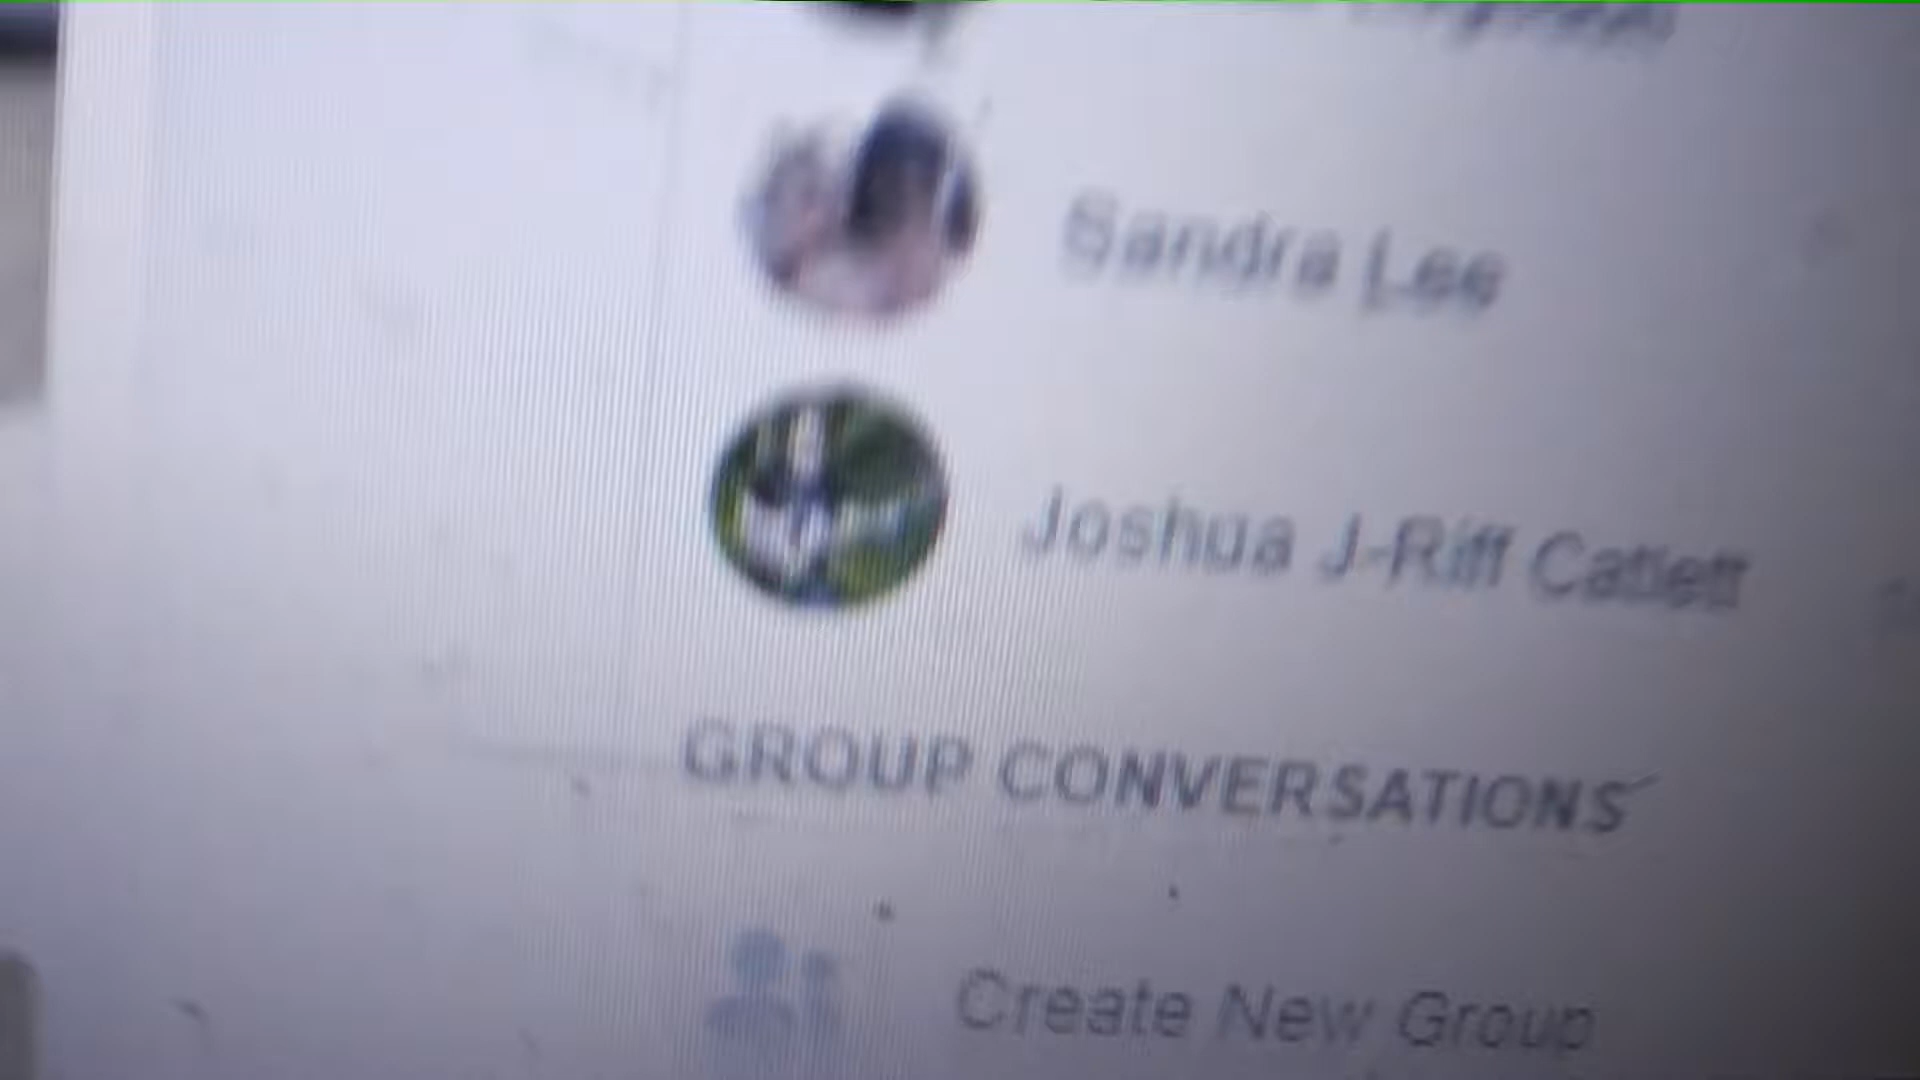 Sandra Lee
Joshua J-Riff Catlett
GROUP CONVERSATIONS
Create New Group